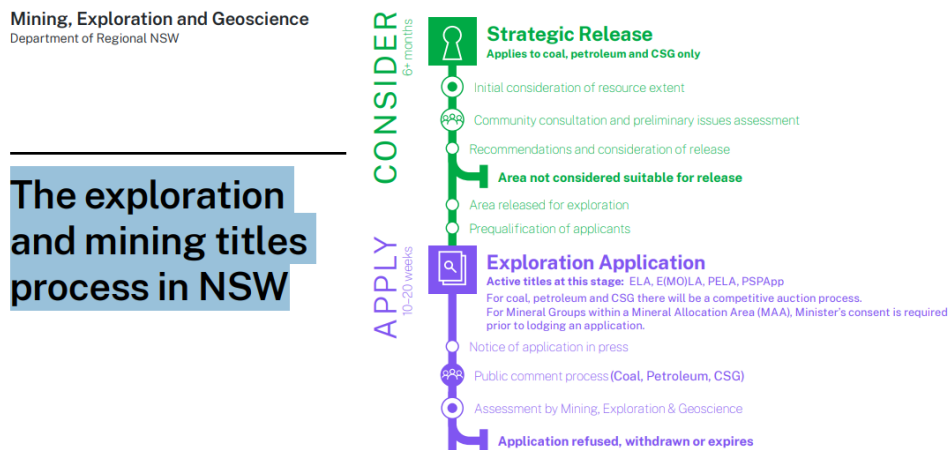 Mining, Exploration and Geoscience
Department of Regional NSW
The exploration
and mining titles
process in NSW
CONSIDER
6+ months
Strategic Release
Applies to coal, petroleum and CSG only
Initial consideration of resource extent
Community consultation and preliminary issues assessment
Recommendations and consideration of release
Area not considered suitable for release
Area released for exploration
Prequalification of applicants
APPLY
10–20 weeks
Exploration Application
Active titles at this stage: ELA, E(MO)LA, PELA, PSPApp
For coal, petroleum and CSG there will be a competitive auction process.
For Mineral Groups within a Mineral Allocation Area (MAA), Minister's consent is required
prior to lodging an application.
Notice of application in press
Public comment process (Coal, Petroleum, CSG)
Assessment by Mining, Exploration & Geoscience
Application refused, withdrawn or expires